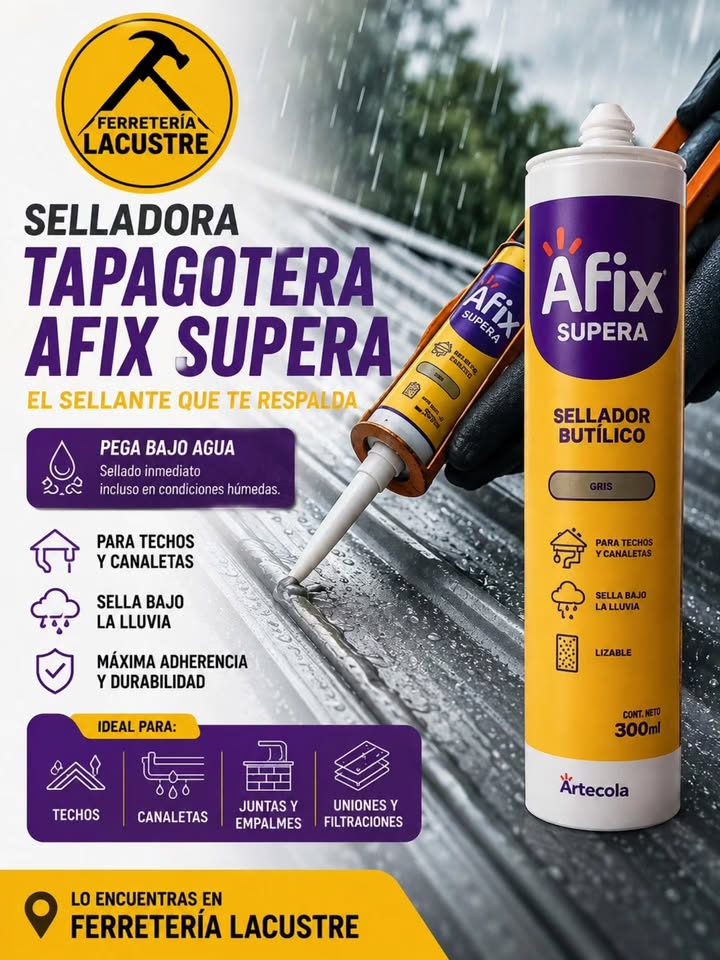 FERRETERÍA
LACUSTRE
SELLADORA
TAPAGOTERA
AFIX SUPERA
EL SELLANTE QUE TE RESPALDA
PEGA BAJO AGUA
Sellado inmediato
incluso en condiciones húmedas.
PARA TECHOS
Y CANALETAS
SELLA BAJO
LA LLUVIA
MÁXIMA ADHERENCIA
Y DURABILIDAD
IDEAL PARA:
TECHOS
CANALETAS
JUNTAS Y
EMPALMES
UNIONES Y
FILTRACIONES
LO ENCUENTRAS EN
FERRETERÍA LACUSTRE
Afix
SUPERA
Afix
SUPERA
SELLADOR
BUTÍLICO
GRIS
PARA TECHOS
Y CANALETAS
SELLA BAJO
LA LLUVIA
LIZABLE
CONT. NETO
300ml
Artecola